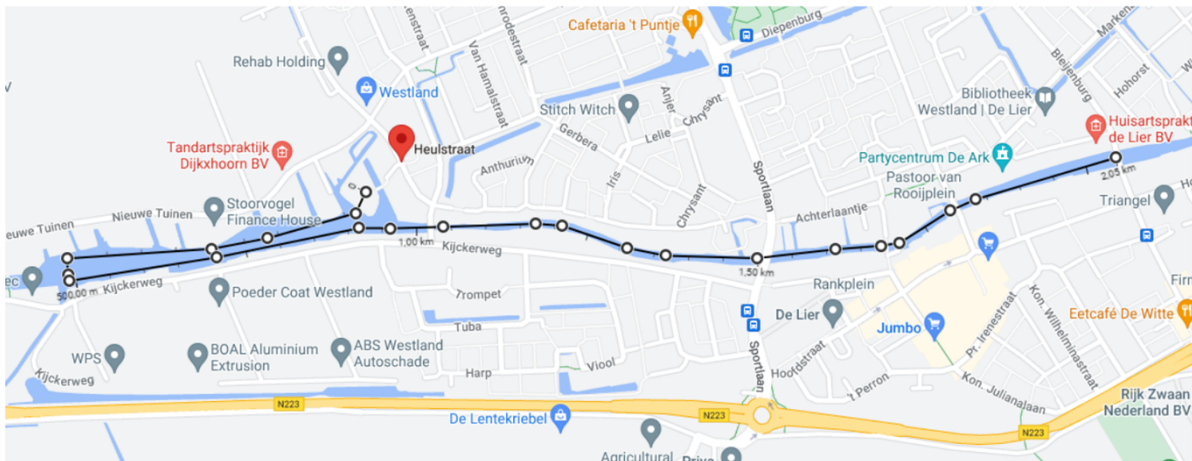 Cafetaria 't Puntje
Diepenburg
Rehab Holding
Van Hamalstraat
Westland
Bleijenburg
Hohorst
Bibliotheek
Westland | De Lier
Stitch Witch
Anjer
Chrysant
Lelie
Gerbera
Huisartsprakt
de Lier BV
Tandartspraktijk
Dijkxhoorn BV
Heulstraat
Anthurium
Iris
Chrysant
Sportlaan
Partycentrum De Ark
Pastoor van
Rooijplein
2,05 km
Triangel
Stoorvogel
Finance House
Nieuwe Tuinen
euwe Tuinen
Achterlaantje
1,00 km
Kijckerweg
1,50 km
500,00 m
Kijckerweg
ec
Poeder Coat Westland
Trompet
Rankplein
De Lier
Jumbo
Kon. Wilhelminastraat
Firn
Eetcafé De Witte
Tuba
WPS
BOAL Aluminium
Extrusion
ABS Westland
Autoschade
Viool
Harp
Sportlaan
Hoofdstraat
Pr. Irenestraat
't Perron
Kon. Julianalaan
Kijckerweg
N223
De Lentekriebel
N223
N223
Rijk Zwaan
Nederland BV
Agricultural
Priva